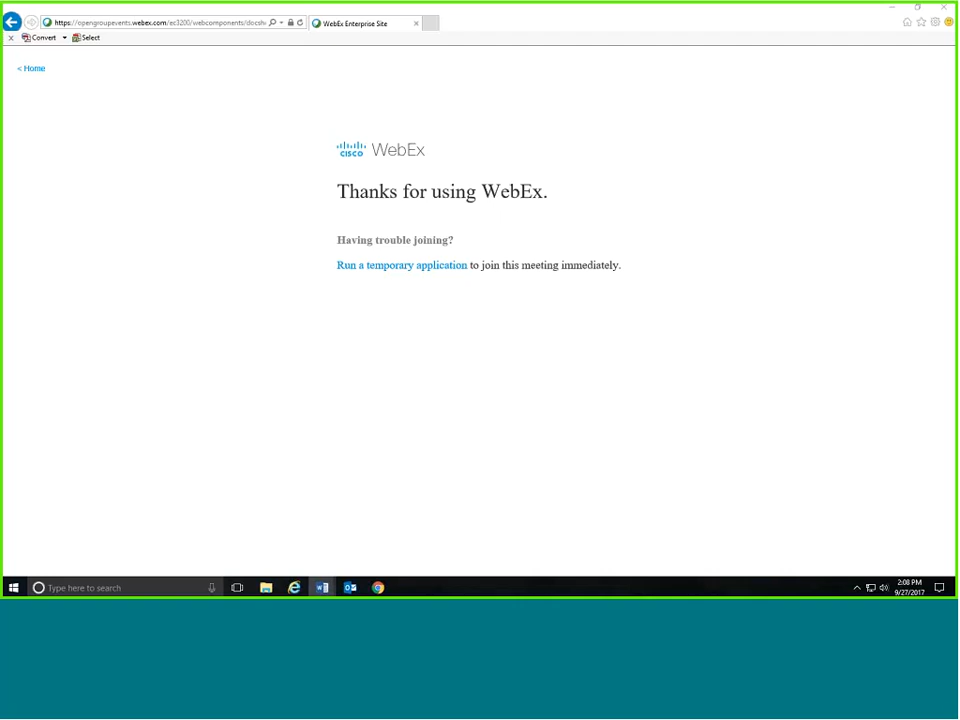 https://opengroupevents.webex.com/ec3200/webcomponents/docsh
WebEx Enterprise Site
Convert
Select
< Home
CISCO WebEx
Thanks for using WebEx.
Having trouble joining?
Run a temporary application to join this meeting immediately.
Type here to search
2:08 PM
9/27/2017